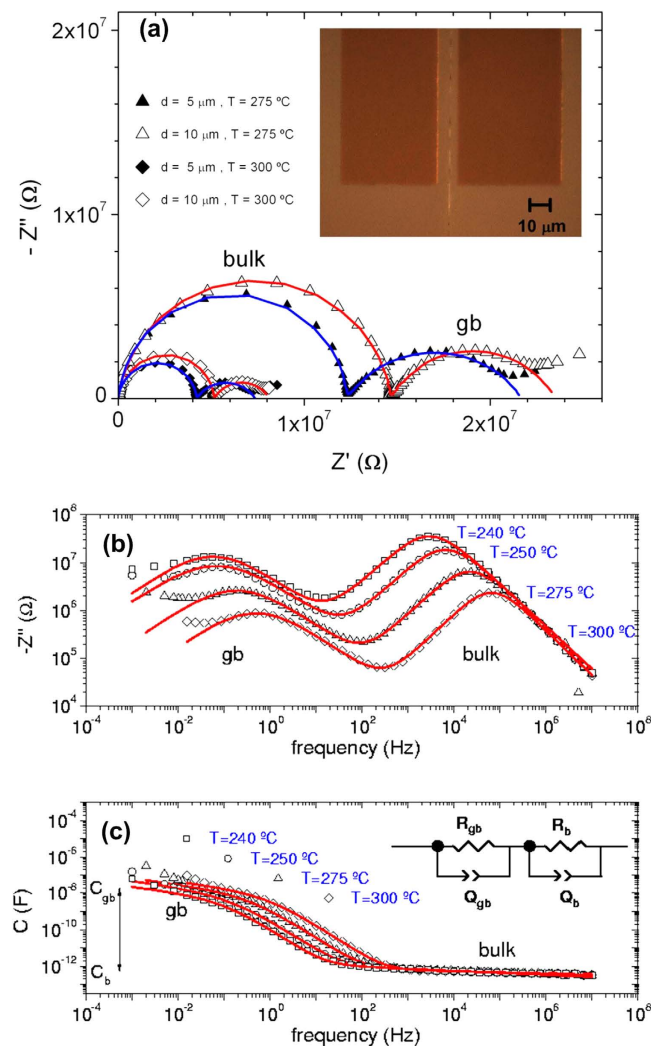 (a)
2x10⁷
1x10⁷
0
- Z'' (Ω)
▲ d = 5 μm , T = 275 ºC
△ d = 10 μm , T = 275 ºC
◆ d = 5 μm , T = 300 ºC
◇ d = 10 μm , T = 300 ºC
10 μm
bulk
gb
0 1x10⁷ 2x10⁷
Z' (Ω)
(b)
10⁸
10⁷
10⁶
10⁵
10⁴
-Z'' (Ω)
T=240 ºC
T=250 ºC
T=275 ºC
T=300 ºC
gb
bulk
10⁻⁴ 10⁻² 10⁰ 10² 10⁴ 10⁶ 10⁸
frequency (Hz)
(c)
10⁻⁴
10⁻⁶
10⁻⁸
10⁻¹⁰
10⁻¹²
C (F)
C_gb
C_b
T=240 ºC
T=250 ºC
T=275 ºC
T=300 ºC
R_gb R_b
Q_gb Q_b
gb
bulk
10⁻⁴ 10⁻² 10⁰ 10² 10⁴ 10⁶ 10⁸
frequency (Hz)